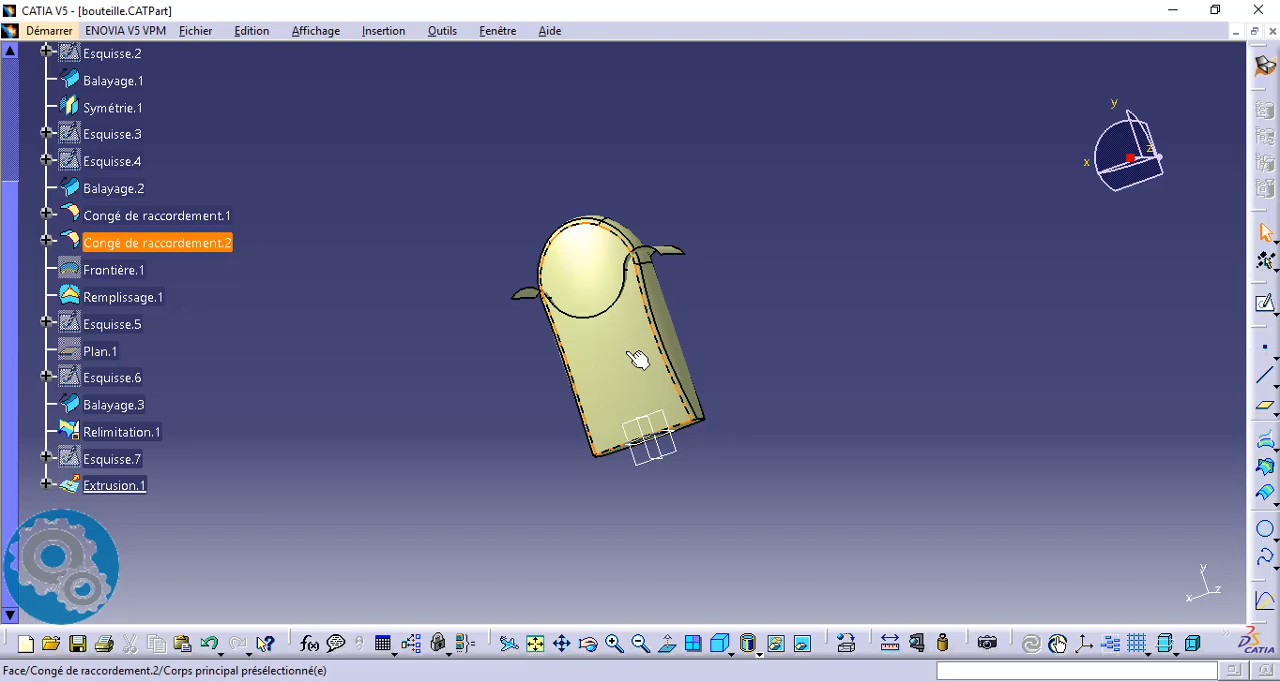 CATIA V5 - [bouteille.CATPart]
Démarrer ENOVIA V5 VPM Fichier Edition Affichage Insertion Outils Fenêtre Aide
Esquisse.2
Balayage.1
Symétrie.1
Esquisse.3
Esquisse.4
Balayage.2
Congé de raccordement.1
Congé de raccordement.2
Frontière.1
Remplissage.1
Esquisse.5
Plan.1
Esquisse.6
Balayage.3
Relimitation.1
Esquisse.7
Extrusion.1
y
z
x
y
x
z
f(x)
CATIA
Face/Congé de raccordement.2/Corps principal présélectionné(e)